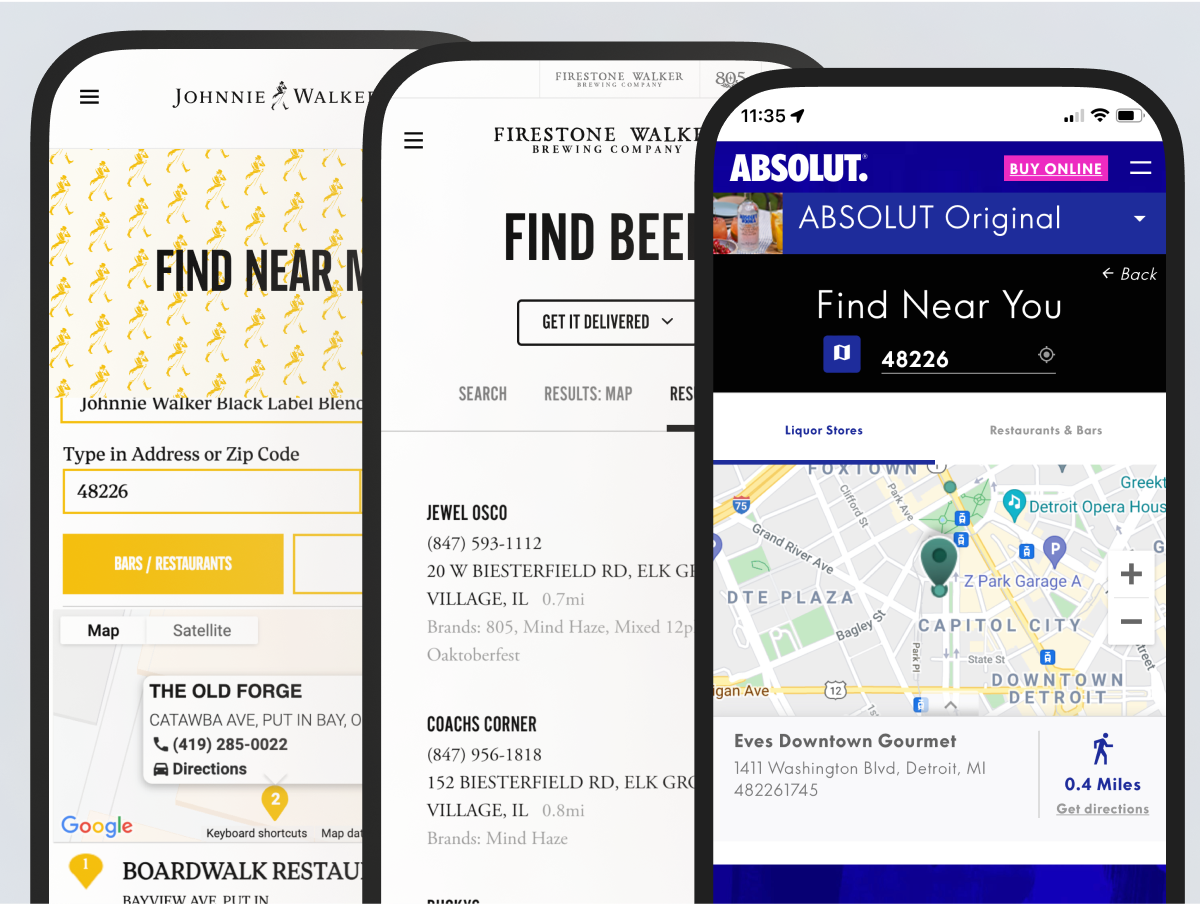 JOHNNIE WALKER
FIND NEAR M
Johnnie Walker Black Label Blend
Type in Address or Zip Code
48226
BARS / RESTAURANTS
Map
Satellite
THE OLD FORGE
CATAWBA AVE, PUT IN BAY, O
(419) 285-0022
Directions
2
Google
Keyboard shortcuts
Map dat
1
BOARDWALK RESTAU
BAYVIEW AVE, PUT IN
FIRESTONE WALKER
BREWING COMPANY
805
FIRESTONE WALKE
BREWING COMPANY
FIND BEE
GET IT DELIVERED
SEARCH
RESULTS: MAP
RES
JEWEL OSCO
(847) 593-1112
20 W BIESTERFIELD RD, ELK GR
VILLAGE, IL 0.7mi
Brands: 805, Mind Haze, Mixed 12p
Oaktoberfest
COACHS CORNER
(847) 956-1818
152 BIESTERFIELD RD, ELK GRO
VILLAGE, IL 0.8mi
Brands: Mind Haze
11:35
ABSOLUT.
BUY ONLINE
ABSOLUT Original
Back
Find Near You
48226
Liquor Stores
Restaurants & Bars
FOXTOWN
Greekt
75
Clifford St
Park Ave
Detroit Opera Hous
Grand River Ave
P
G
Z Park Garage A
DTE PLAZA
CAPITOL CITY
Bagley St
Park Pl
State St
DOWNTOWN
DETROIT
igan Ave
12
1s
treet
Eves Downtown Gourmet
1411 Washington Blvd, Detroit, MI
482261745
0.4 Miles
Get directions